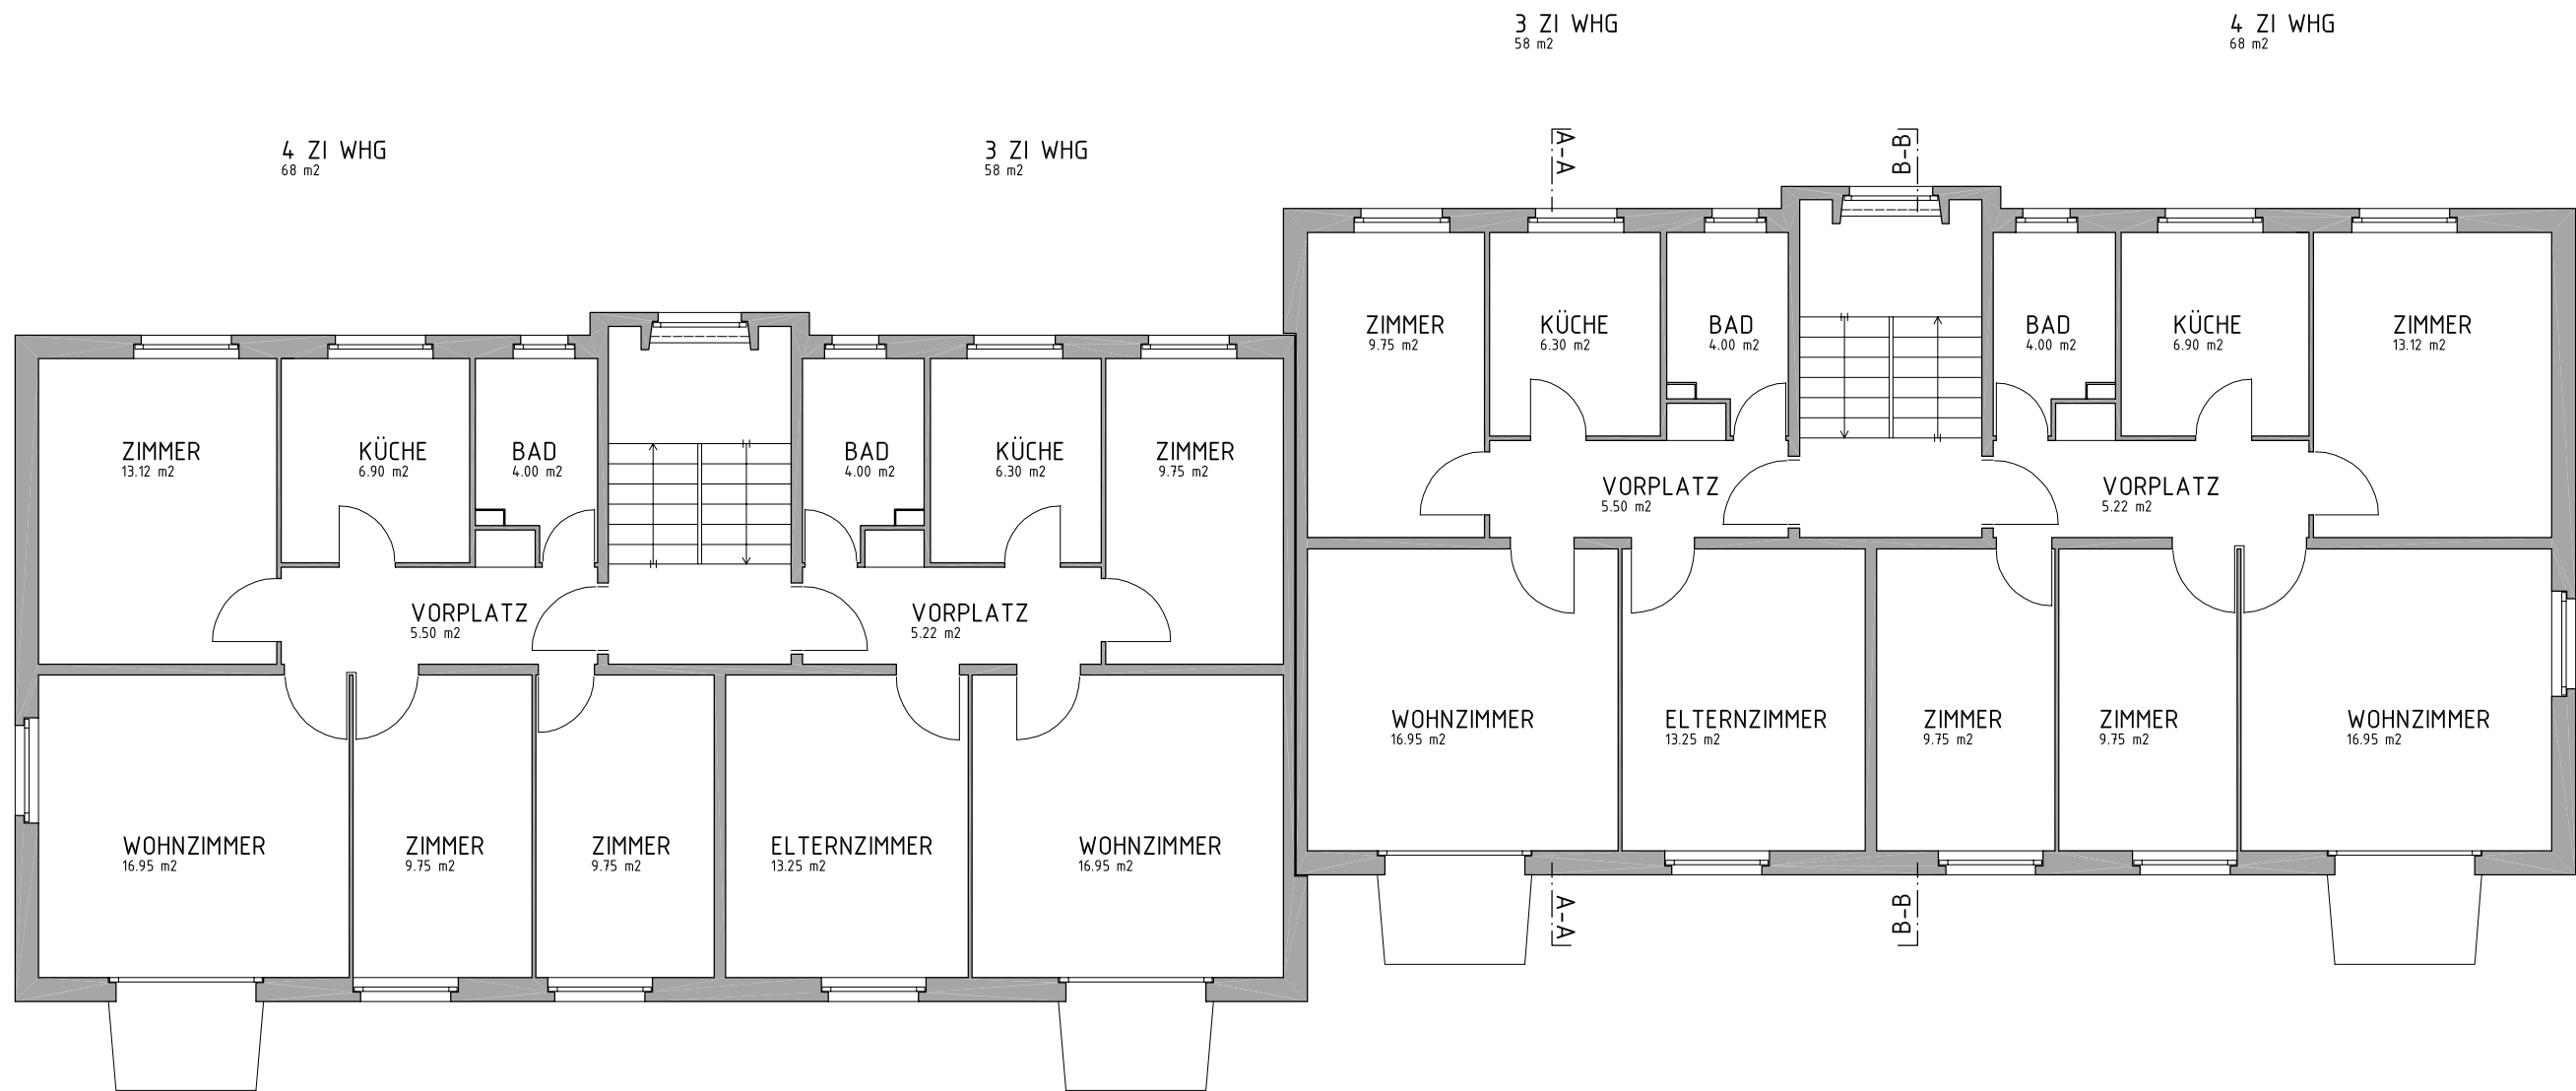 3 ZI WHG
58 m2
4 ZI WHG
68 m2
4 ZI WHG
68 m2
3 ZI WHG
58 m2
A-A
B-B
ZIMMER
9.75 m2
KÜCHE
6.30 m2
BAD
4.00 m2
BAD
4.00 m2
KÜCHE
6.90 m2
ZIMMER
13.12 m2
ZIMMER
13.12 m2
KÜCHE
6.90 m2
BAD
4.00 m2
BAD
4.00 m2
KÜCHE
6.30 m2
ZIMMER
9.75 m2
VORPLATZ
5.50 m2
VORPLATZ
5.22 m2
VORPLATZ
5.50 m2
VORPLATZ
5.22 m2
WOHNZIMMER
16.95 m2
ELTERNZIMMER
13.25 m2
ZIMMER
9.75 m2
ZIMMER
9.75 m2
WOHNZIMMER
16.95 m2
WOHNZIMMER
16.95 m2
ZIMMER
9.75 m2
ZIMMER
9.75 m2
ELTERNZIMMER
13.25 m2
WOHNZIMMER
16.95 m2
A-A
B-B